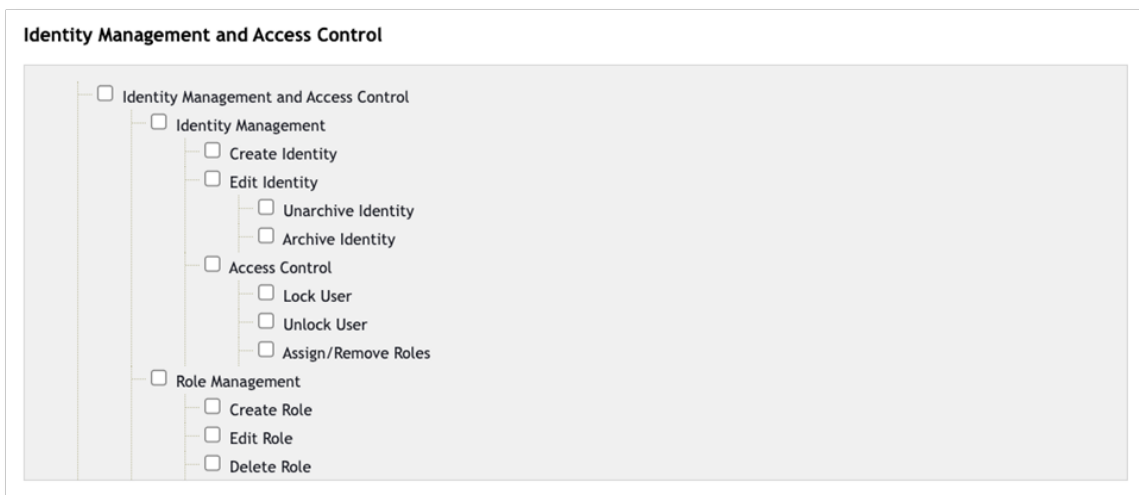 Identity Management and Access Control
Identity Management and Access Control
Identity Management
Create Identity
Edit Identity
Unarchive Identity
Archive Identity
Access Control
Lock User
Unlock User
Assign/Remove Roles
Role Management
Create Role
Edit Role
Delete Role